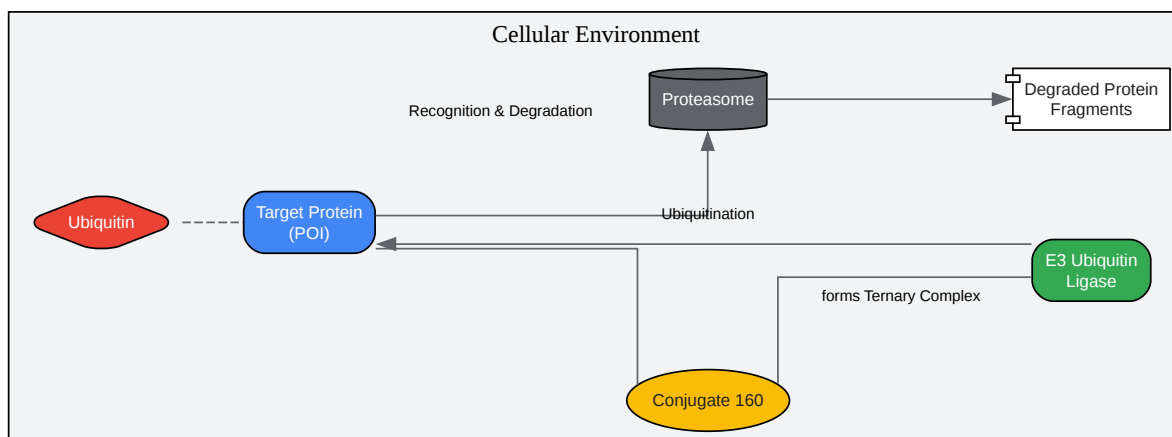 Cellular Environment
Proteasome
Degraded Protein
Fragments
Recognition & Degradation
Ubiquitin
Target Protein
(POI)
Ubiquitination
E3 Ubiquitin
Ligase
forms Ternary Complex
Conjugate 160